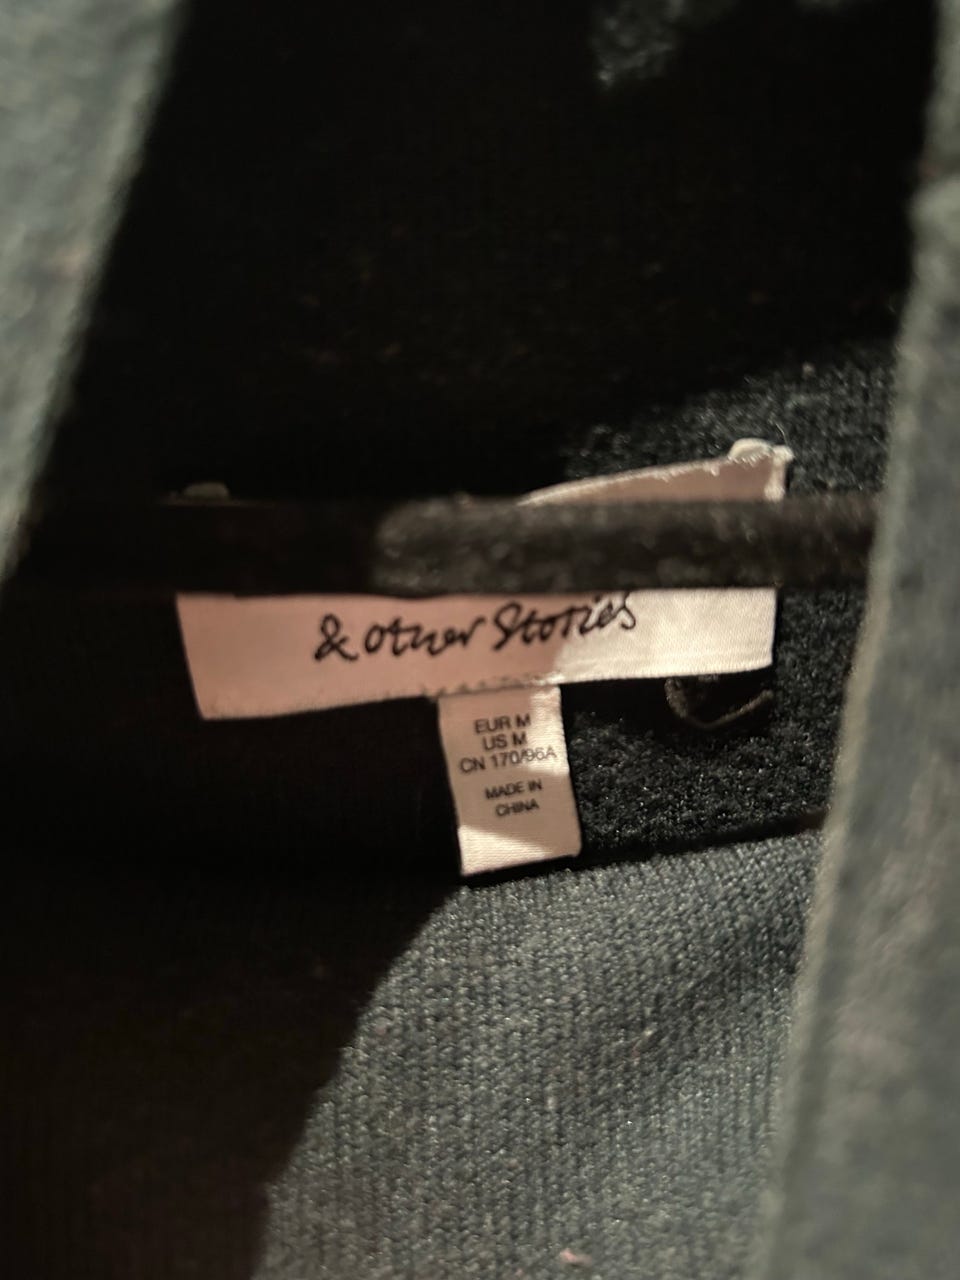 & other Stories
EUR M
US M
CN 170/96A
MADE IN
CHINA